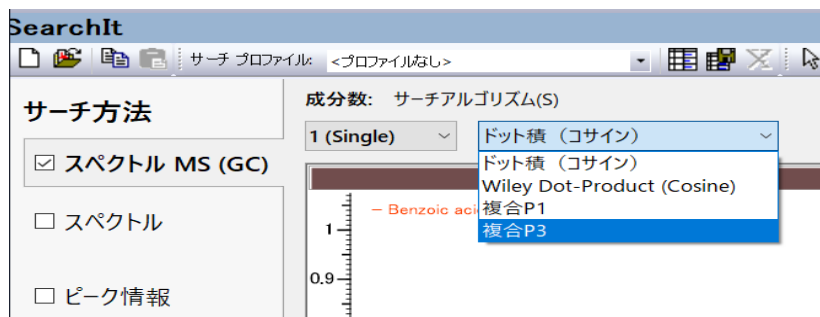 SearchIt
サーチ プロファイル: <プロファイルなし>
サーチ方法
成分数: サーチアルゴリズム(S)
1 (Single) ドット積（コサイン）
☑ スペクトル MS (GC)
ドット積（コサイン）
Wiley Dot-Product (Cosine)
複合P1
複合P3
− Benzoic aci
1
0.9
☐ スペクトル
☐ ピーク情報